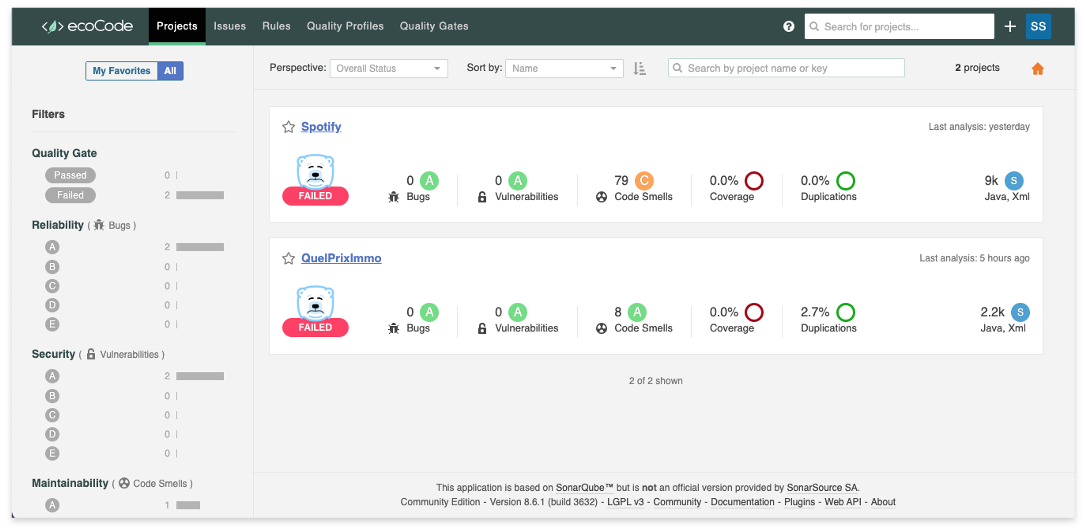 ecoCode Projects Issues Rules Quality Profiles Quality Gates ? Search for projects... + SS
My Favorites All
Perspective: Overall Status Sort by: Name Search by project name or key 2 projects
Filters
Quality Gate
Passed 0
Failed 2
Reliability ( Bugs )
A 2
B 0
C 0
D 0
E 0
Security ( Vulnerabilities )
A 2
B 0
C 0
D 0
E 0
Maintainability ( Code Smells )
A 1
Spotify Last analysis: yesterday
FAILED
0 A 0 A 79 C 0.0% 0.0% 9k S
Bugs Vulnerabilities Code Smells Coverage Duplications Java, Xml
QuelPrixImmo Last analysis: 5 hours ago
FAILED
0 A 0 A 8 A 0.0% 2.7% 2.2k S
Bugs Vulnerabilities Code Smells Coverage Duplications Java, Xml
2 of 2 shown
This application is based on SonarQube™ but is not an official version provided by SonarSource SA.
Community Edition - Version 8.6.1 (build 3632) - LGPL v3 - Community - Documentation - Plugins - Web API - About